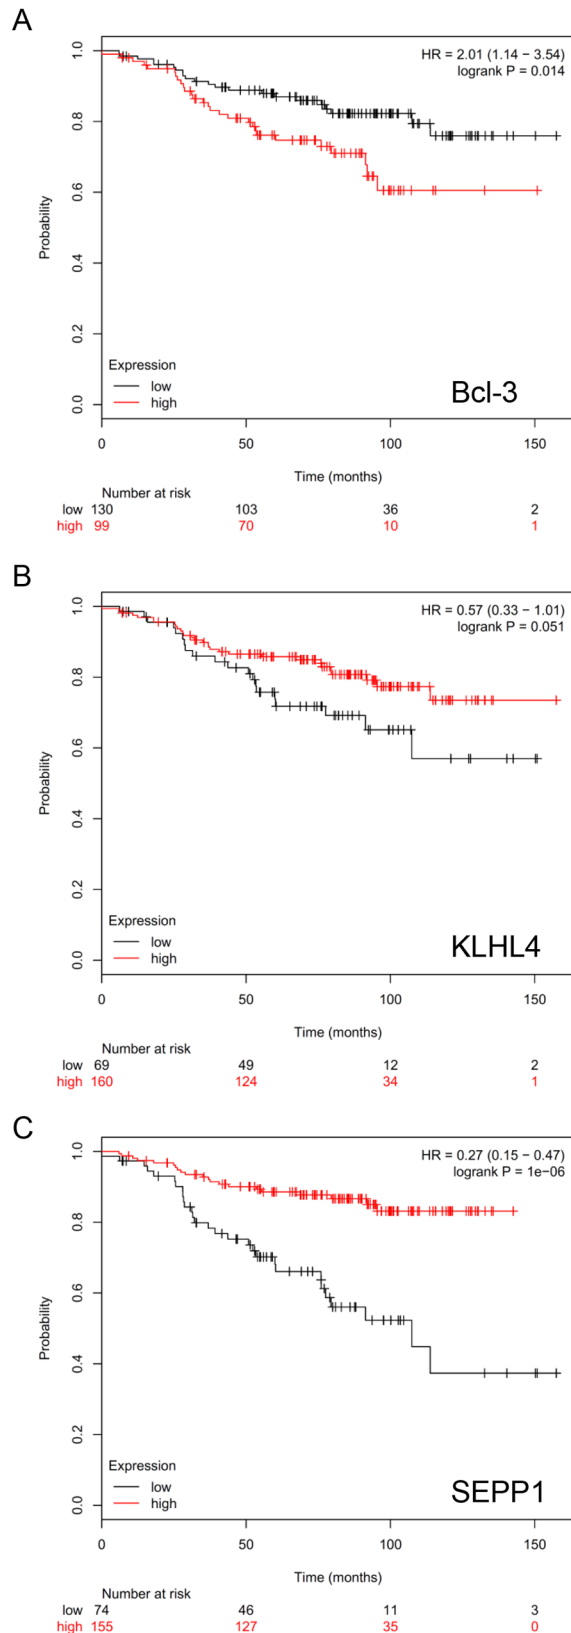 A
HR = 2.01 (1.14 − 3.54)
logrank P = 0.014
1.0
0.8
0.6
0.4
0.2
0.0
Probability
Expression
low
high
Bcl-3
0 50 100 150
Time (months)
Number at risk
low 130 103 36 2
high 99 70 10 1
B
HR = 0.57 (0.33 − 1.01)
logrank P = 0.051
1.0
0.8
0.6
0.4
0.2
0.0
Probability
Expression
low
high
KLHL4
0 50 100 150
Time (months)
Number at risk
low 69 49 12 2
high 160 124 34 1
C
HR = 0.27 (0.15 − 0.47)
logrank P = 1e−06
1.0
0.8
0.6
0.4
0.2
0.0
Probability
Expression
low
high
SEPP1
0 50 100 150
Time (months)
Number at risk
low 74 46 11 3
high 155 127 35 0